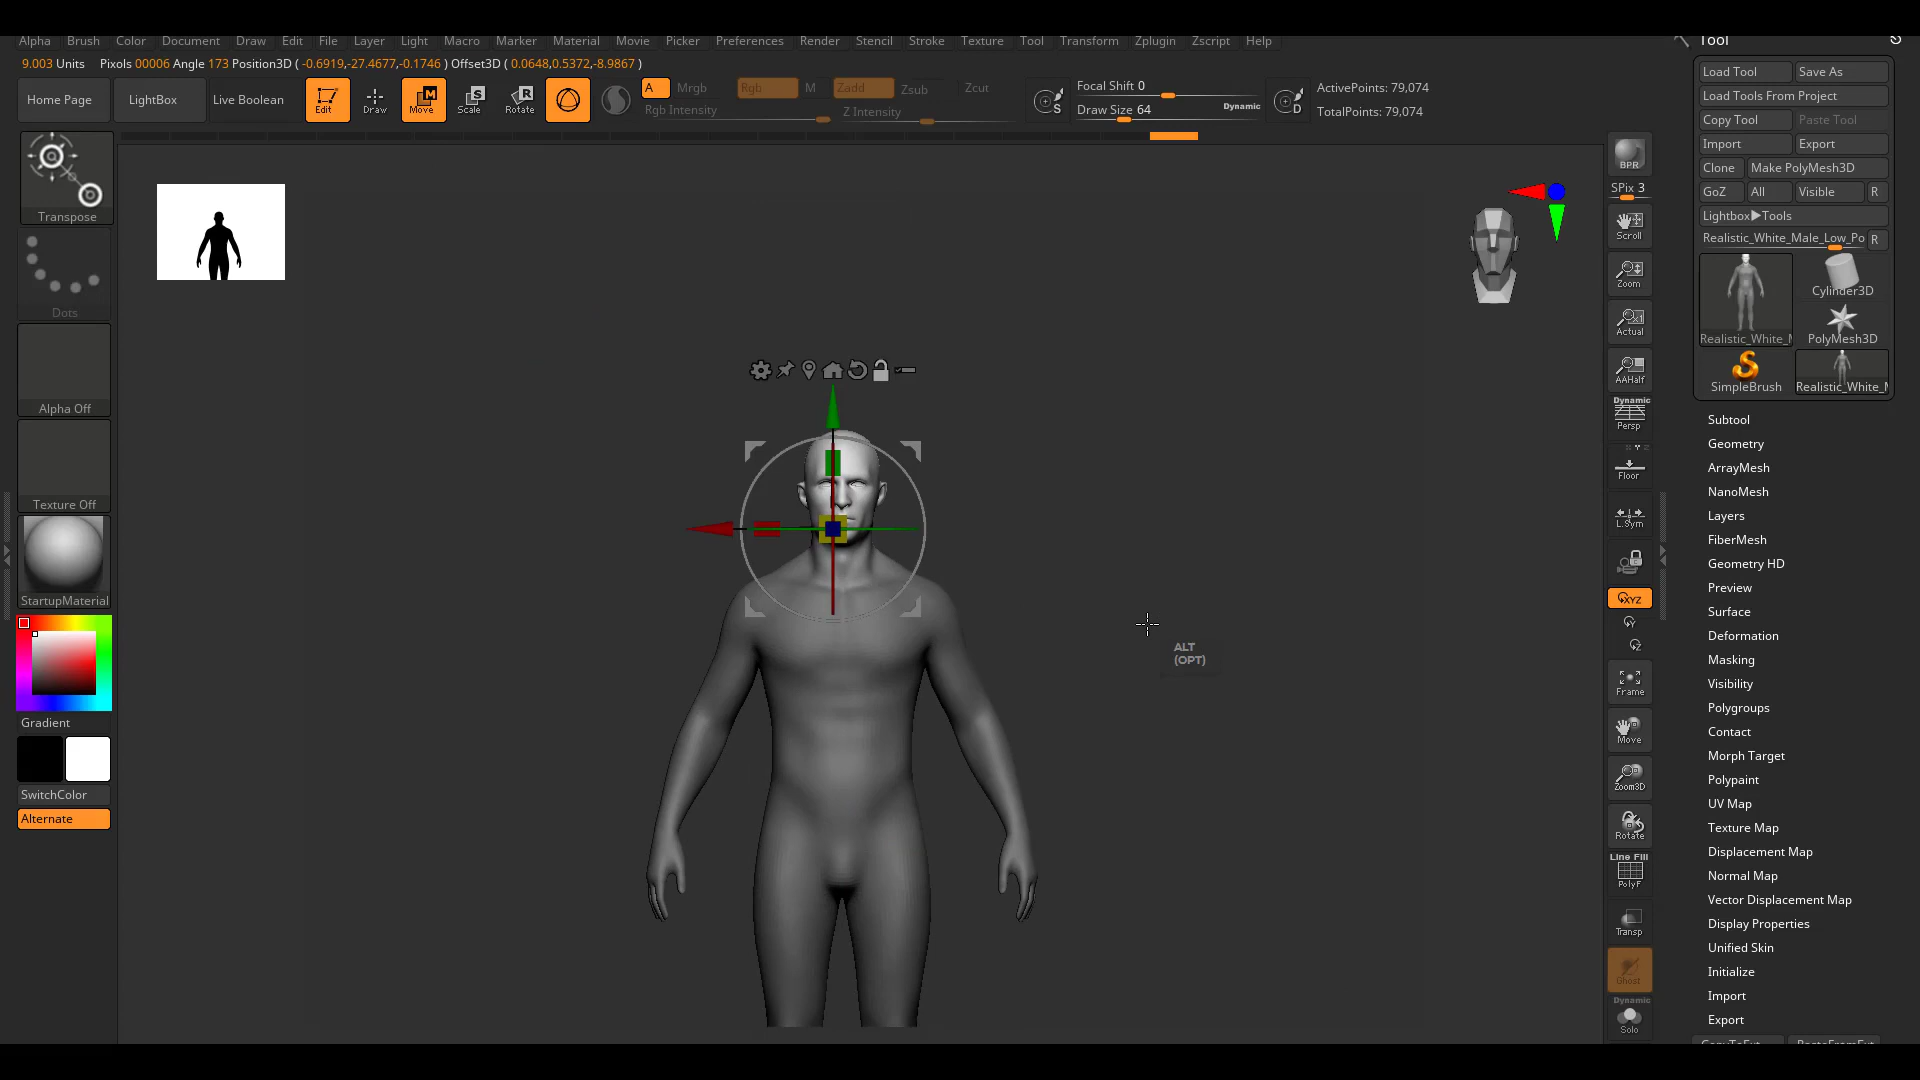 Alpha Brush Color Document Draw Edit File Layer Light Macro Marker Material Movie Picker Preferences Render Stencil Stroke Texture Tool Transform Zplugin Zscript Help
Tool
9.003 Units Pixols 00006 Angle 173 Position3D ( -0.6919,-27.4677,-0.1746 ) Offset3D ( 0.0648,0.5372,-8.9867 )
Home Page
LightBox
Live Boolean
Edit
Draw
Move
M
Scale
S
Rotate
R
A
Mrgb
Rgb
M
Zadd
Zsub
Zcut
Rgb Intensity
Z Intensity
S
Focal Shift 0
Draw Size 64
Dynamic
D
ActivePoints: 79,074
TotalPoints: 79,074
Transpose
Dots
Alpha Off
Texture Off
StartupMaterial
Gradient
SwitchColor
Alternate
ALT
(OPT)
BPR
SPix 3
Scroll
Zoom
Actual
AAHalf
Dynamic
Persp
Floor
L.Sym
XYZ
Y
Z
Frame
Move
Zoom3D
Rotate
Line Fill
PolyF
Transp
Ghost
Dynamic
Solo
Load Tool
Save As
Load Tools From Project
Copy Tool
Paste Tool
Import
Export
Clone
Make PolyMesh3D
GoZ
All
Visible
R
Lightbox▶Tools
Realistic_White_Male_Low_Po
R
Realistic_White_M
Cylinder3D
PolyMesh3D
SimpleBrush
Realistic_White_M
Subtool
Geometry
ArrayMesh
NanoMesh
Layers
FiberMesh
Geometry HD
Preview
Surface
Deformation
Masking
Visibility
Polygroups
Contact
Morph Target
Polypaint
UV Map
Texture Map
Displacement Map
Normal Map
Vector Displacement Map
Display Properties
Unified Skin
Initialize
Import
Export